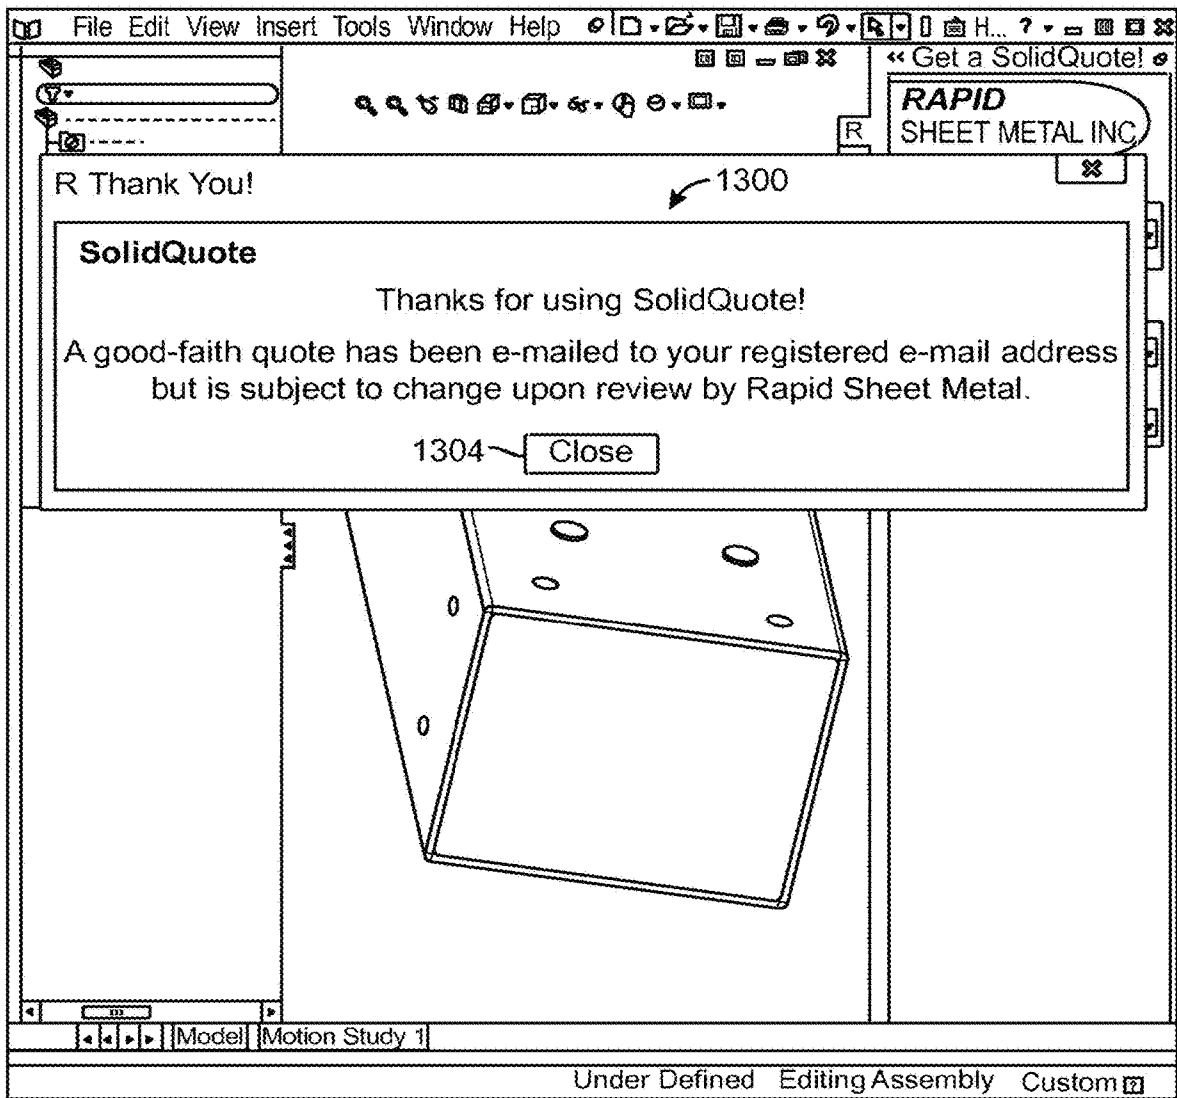 File Edit View Insert Tools Window Help H... ?
« Get a SolidQuote!
RAPID
SHEET METAL INC
R
R Thank You!
1300
SolidQuote
Thanks for using SolidQuote!
A good-faith quote has been e-mailed to your registered e-mail address
but is subject to change upon review by Rapid Sheet Metal.
1304 Close
Model Motion Study 1
Under Defined Editing Assembly Custom